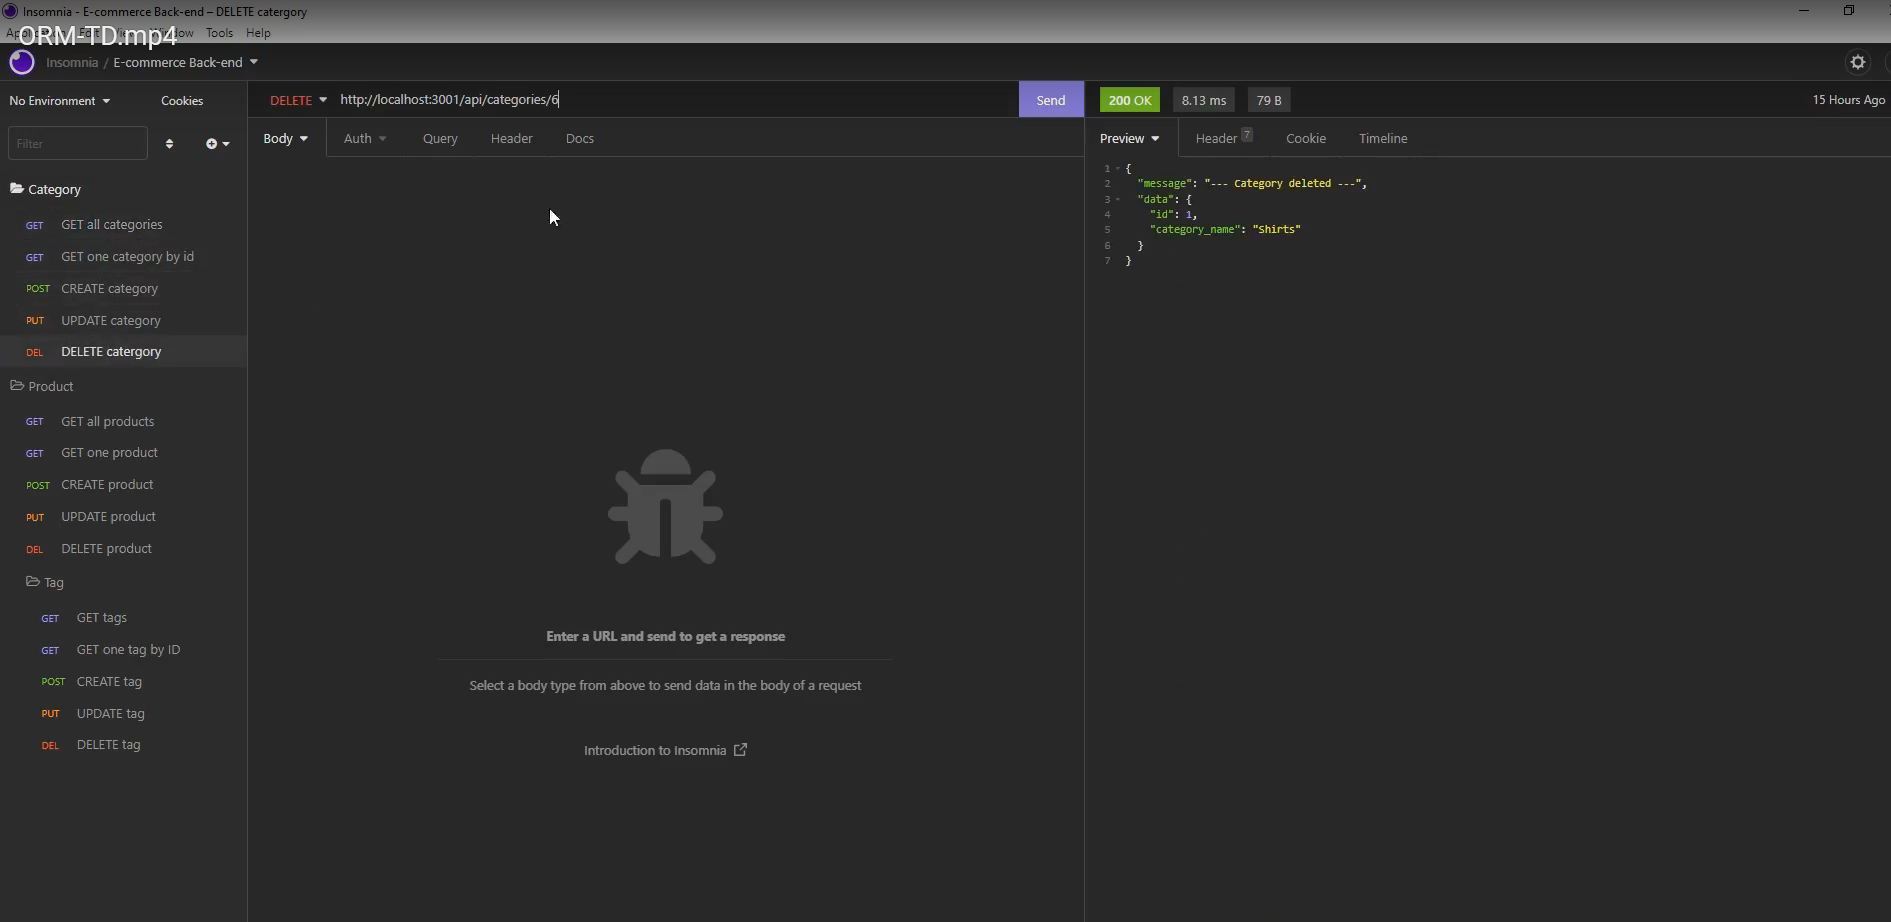 Insomnia - E-commerce Back-end – DELETE catergory
ORM-TD.mp4
Application Edit View Window Tools Help
Insomnia / E-commerce Back-end
No Environment Cookies
DELETE http://localhost:3001/api/categories/6 Send
200 OK 8.13 ms 79 B 15 Hours Ago
Filter
Body Auth Query Header Docs
Preview Header 7 Cookie Timeline
Category
GET GET all categories
GET GET one category by id
POST CREATE category
PUT UPDATE category
DEL DELETE catergory
Product
GET GET all products
GET GET one product
POST CREATE product
PUT UPDATE product
DEL DELETE product
Tag
GET GET tags
GET GET one tag by ID
POST CREATE tag
PUT UPDATE tag
DEL DELETE tag
Enter a URL and send to get a response
Select a body type from above to send data in the body of a request
Introduction to Insomnia
1 {
2 "message": "--- Category deleted ---",
3 "data": {
4 "id": 1,
5 "category_name": "Shirts"
6 }
7 }